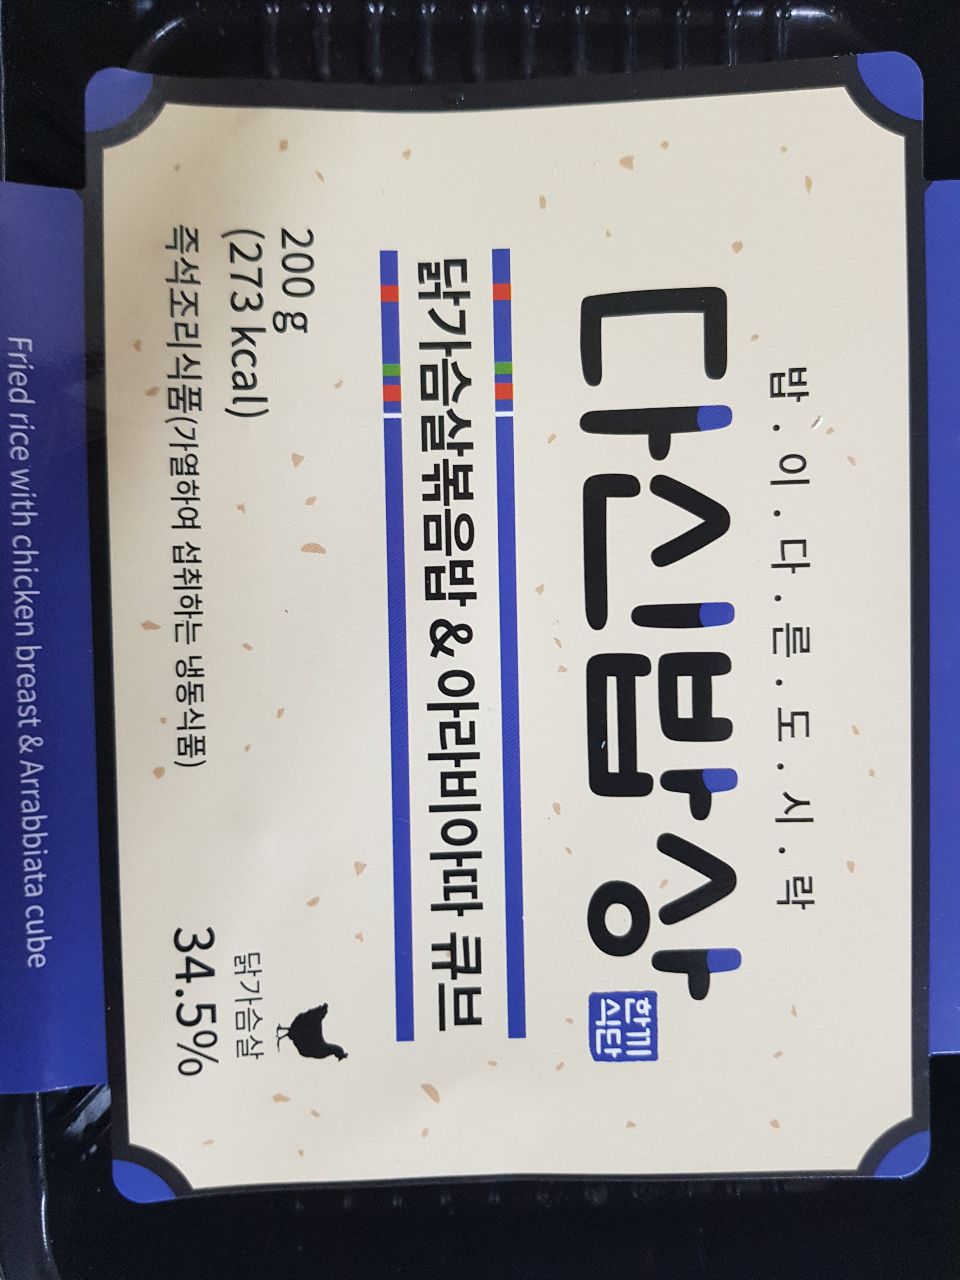 밥.이.다.른.도.시.락
다신밥상
한끼
식단
닭가슴살볶음밥 & 아라비아따 큐브
200 g
(273 kcal)
즉석조리식품(가열하여 섭취하는 냉동식품)
닭가슴살
34.5%
Fried rice with chicken breast & Arrabbiata cube